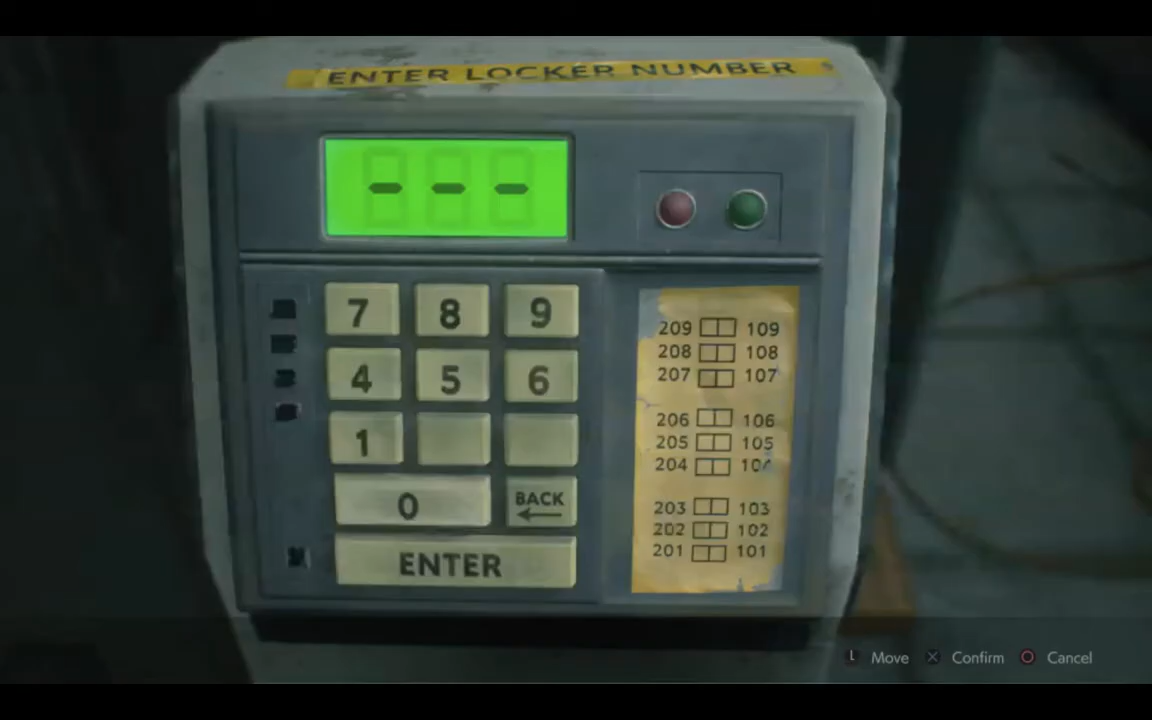 ENTER LOCKER NUMBER
- - -
7 8 9
4 5 6
1
0 BACK
ENTER
209 109
208 108
207 107
206 106
205 105
204 104
203 103
202 102
201 101
L Move Confirm Cancel